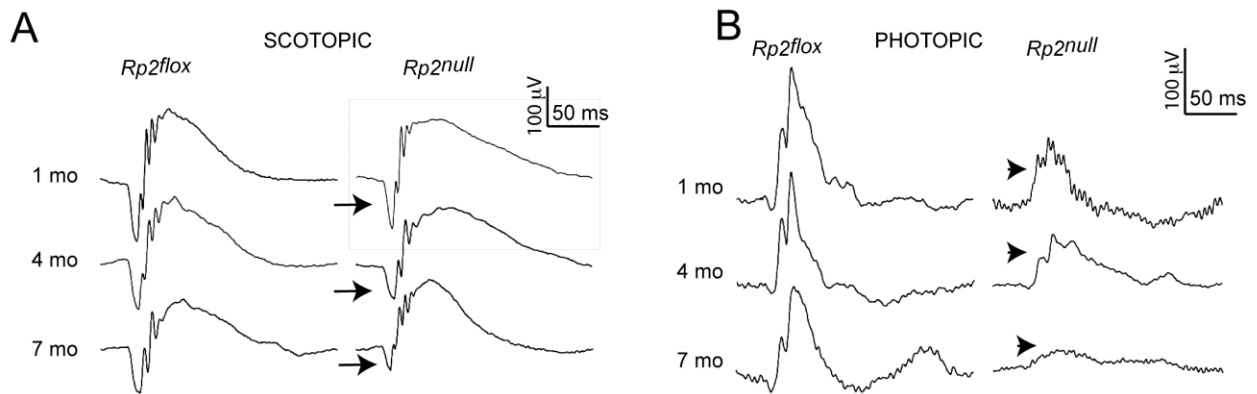 A
SCOTOPIC
Rp2flox
Rp2null
100 µV
50 ms
1 mo
4 mo
7 mo
B
Rp2flox
PHOTOPIC
Rp2null
100 µV
50 ms
1 mo
4 mo
7 mo